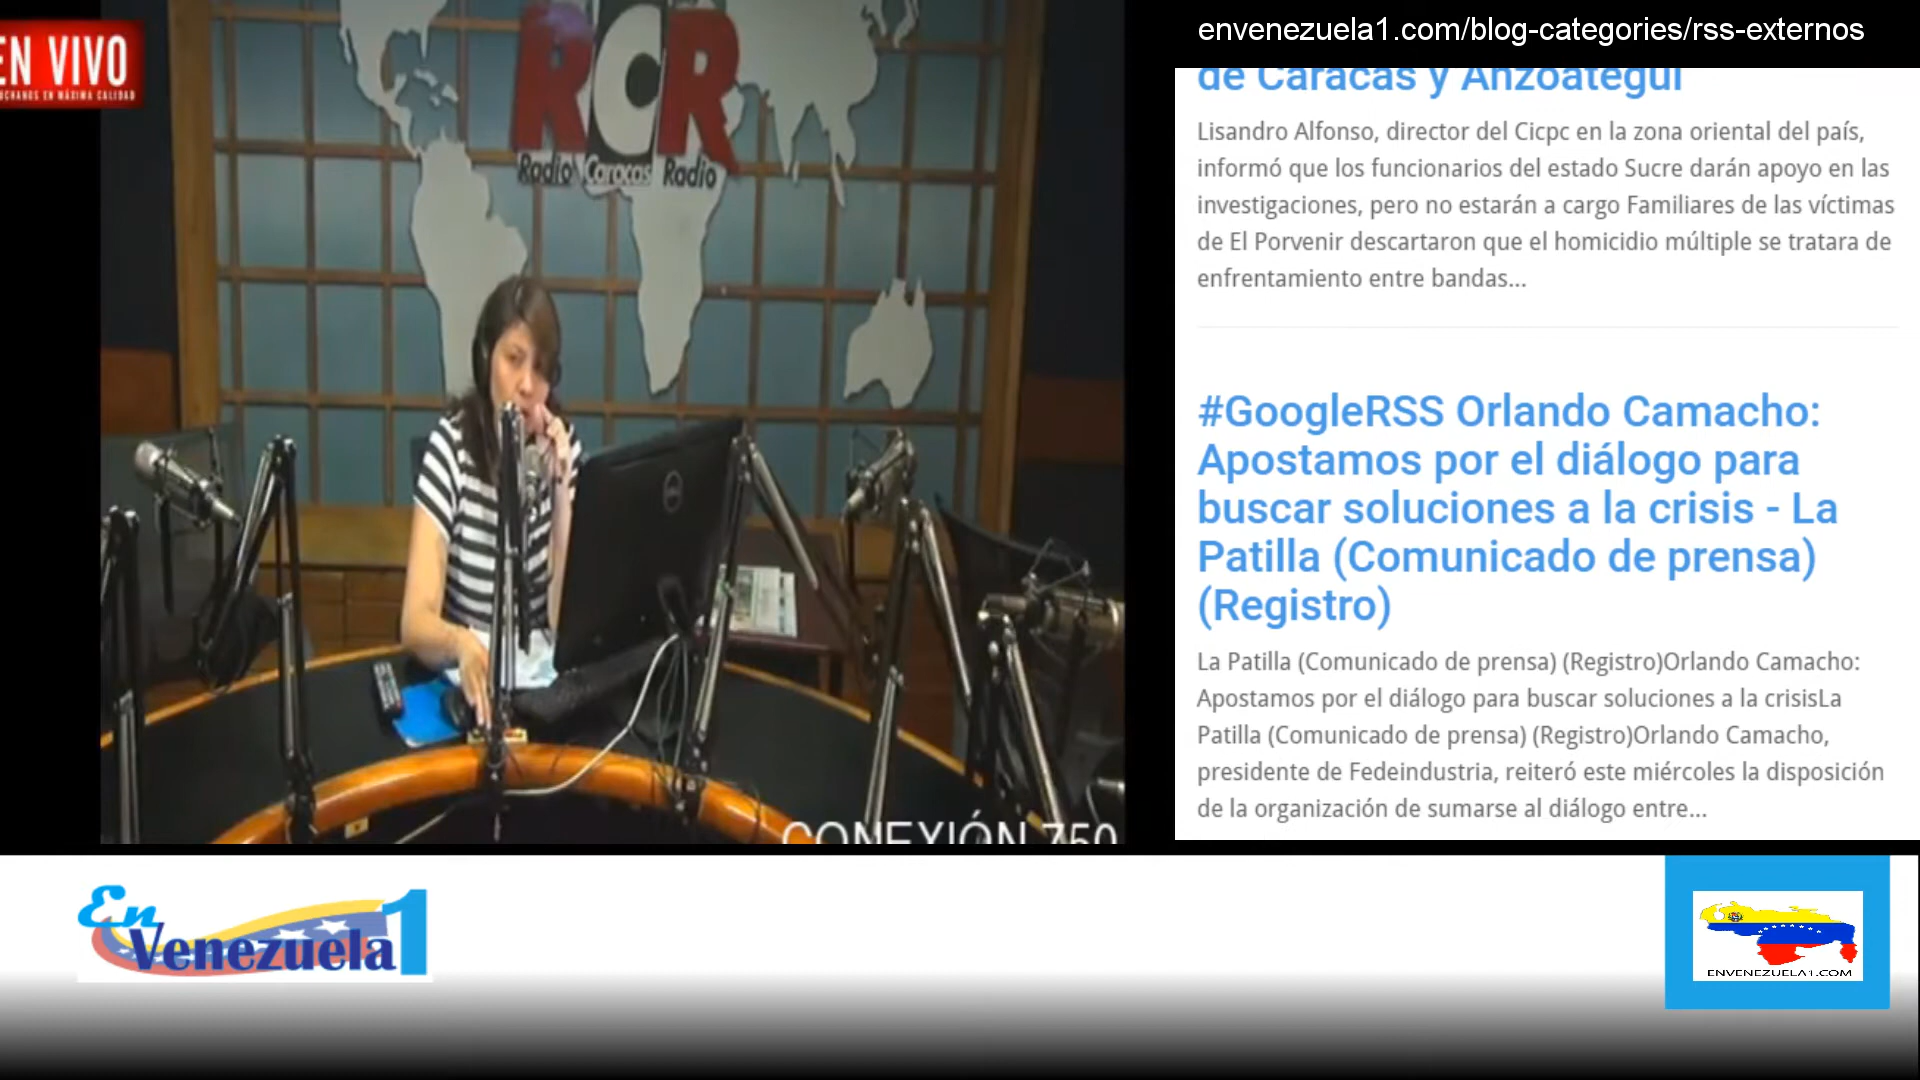 EN VIVO
ÚCHANOS EN MÁXIMA CALIDAD
RCR
Radio Caracas Radio
DELL
CONEXIÓN 750
envenezuela1.com/blog-categories/rss-externos
de Caracas y Anzoátegui
Lisandro Alfonso, director del Cicpc en la zona oriental del país,
informó que los funcionarios del estado Sucre darán apoyo en las
investigaciones, pero no estarán a cargo Familiares de las víctimas
de El Porvenir descartaron que el homicidio múltiple se tratara de
enfrentamiento entre bandas...
#GoogleRSS Orlando Camacho:
Apostamos por el diálogo para
buscar soluciones a la crisis - La
Patilla (Comunicado de prensa)
(Registro)
La Patilla (Comunicado de prensa) (Registro)Orlando Camacho:
Apostamos por el diálogo para buscar soluciones a la crisisLa
Patilla (Comunicado de prensa) (Registro)Orlando Camacho,
presidente de Fedeindustria, reiteró este miércoles la disposición
de la organización de sumarse al diálogo entre...
En
Venezuela1
ENVENEZUELA1.COM